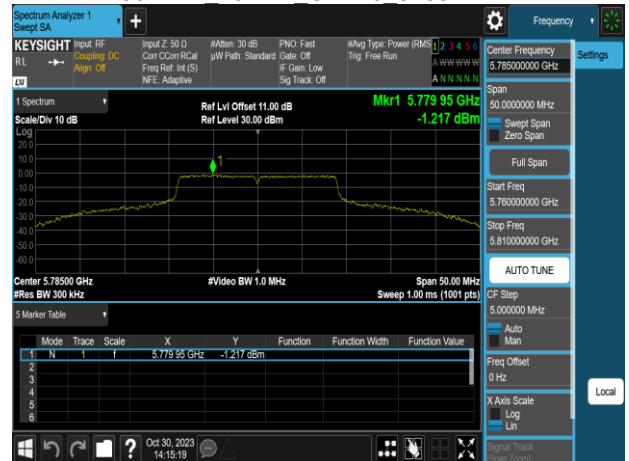 Spectrum Analyzer 1
Swept SA
+
Frequency
KEYSIGHT
RL
LXI
Input: RF
Coupling: DC
Align: Off
Input Z: 50 Ω
Corr CCorr RCal
Freq Ref: Int (S)
NFE: Adaptive
#Atten: 30 dB
µW Path: Standard
PNO: Fast
Gate: Off
IF Gain: Low
Sig Track: Off
#Avg Type: Power (RMS)
Trig: Free Run
1 2 3 4 5 6
A W W W W W
A N N N N N
1 Spectrum
Scale/Div 10 dB
Ref Lvl Offset 11.00 dB
Ref Level 30.00 dBm
Mkr1 5.779 95 GHz
-1.217 dBm
Log
20.0
10.0
0.00
-10.0
-20.0
-30.0
-40.0
-50.0
-60.0
1
Center 5.78500 GHz
#Res BW 300 kHz
#Video BW 1.0 MHz
Span 50.00 MHz
Sweep 1.00 ms (1001 pts)
5 Marker Table
Mode Trace Scale X Y Function Function Width Function Value
1 N 1 f 5.779 95 GHz -1.217 dBm
2
3
4
5
6
Center Frequency
5.785000000 GHz
Settings
Span
50.0000000 MHz
Swept Span
Zero Span
Full Span
Start Freq
5.760000000 GHz
Stop Freq
5.810000000 GHz
AUTO TUNE
CF Step
5.000000 MHz
Auto
Man
Freq Offset
0 Hz
X Axis Scale
Log
Lin
Local
Signal Track
(Span Zoom)
?
Oct 30, 2023
14:15:19